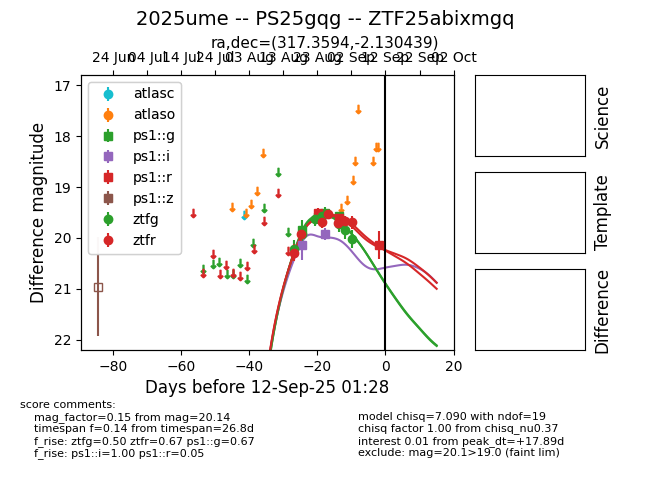 2025ume -- PS25gqg -- ZTF25abixmgq
ra,dec=(317.3594,-2.130439)
24 Jun 04 Jul 14 Jul 24 Jul 03 Aug 13 Aug 23 Aug 02 Sep 12 Sep 22 Sep 02 Oct
atlasc
atlaso
ps1::g
ps1::i
ps1::r
ps1::z
ztfg
ztfr
17
18
19
20
21
22
Difference magnitude
−80 −60 −40 −20 0 20
Days before 12-Sep-25 01:28
Science
Template
Difference
score comments:
mag_factor=0.15 from mag=20.14
timespan f=0.14 from timespan=26.8d
f_rise: ztfg=0.50 ztfr=0.67 ps1::g=0.67
f_rise: ps1::i=1.00 ps1::r=0.05
model chisq=7.090 with ndof=19
chisq factor 1.00 from chisq_nu0.37
interest 0.01 from peak_dt=+17.89d
exclude: mag=20.1>19.0 (faint lim)